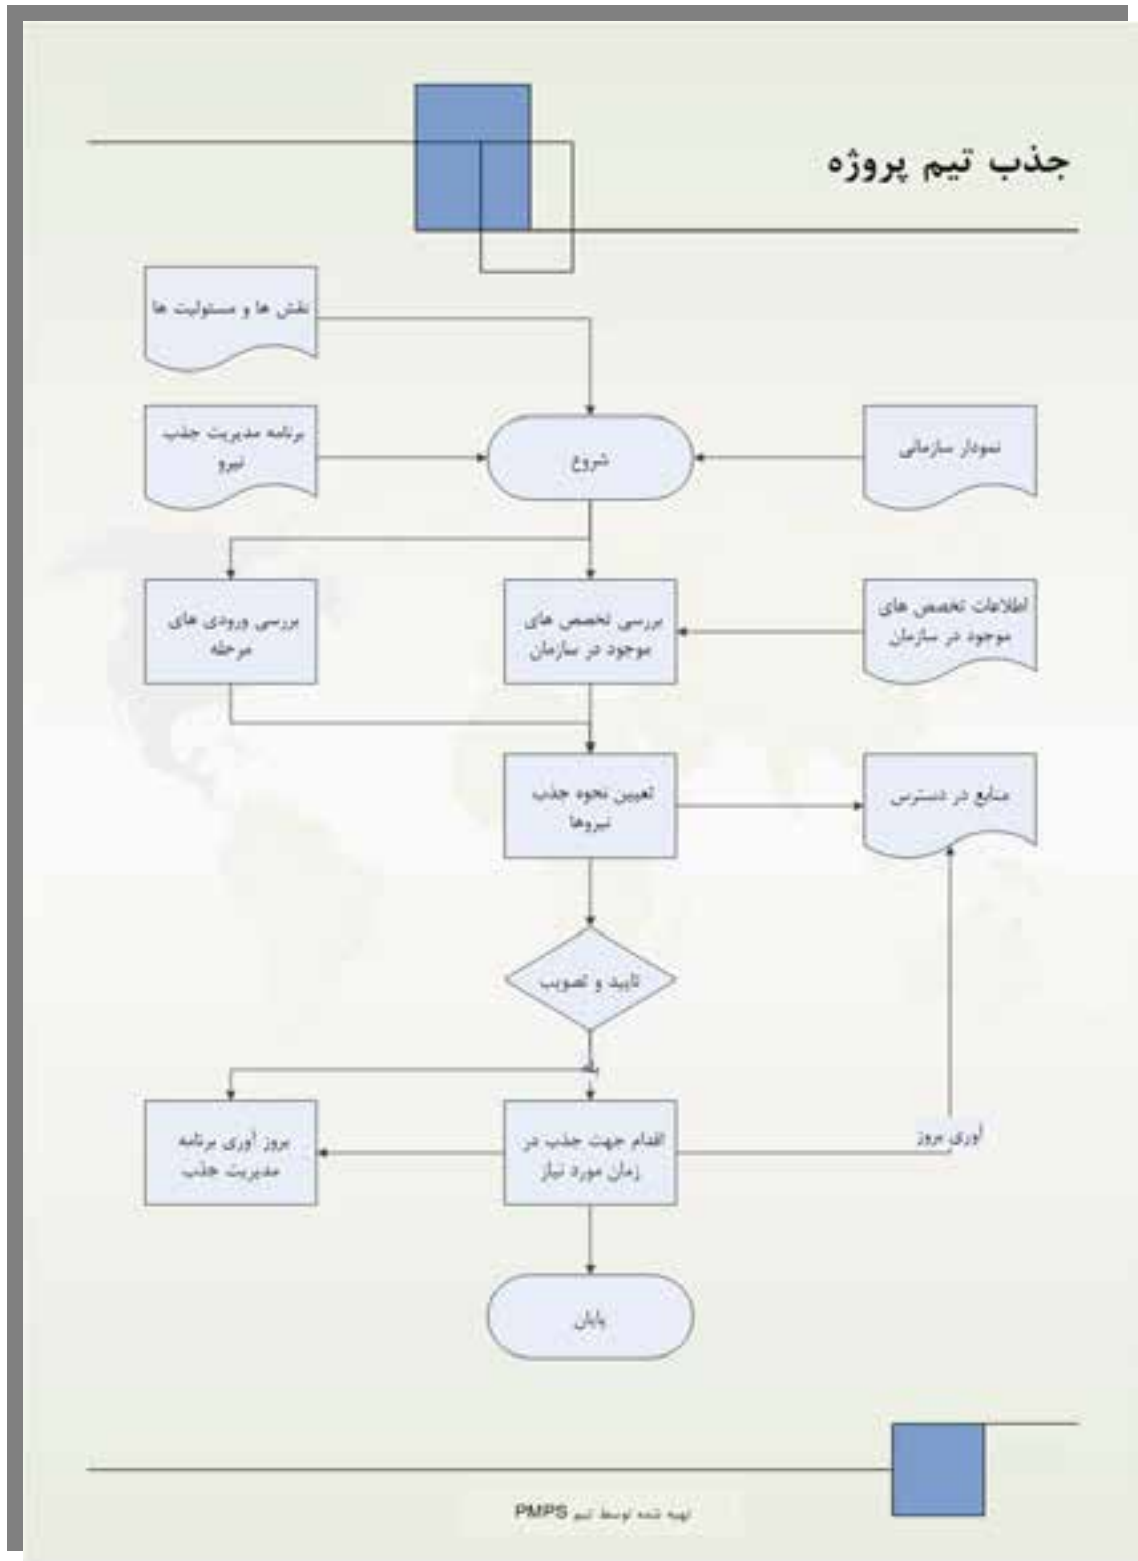 جذب تیم پروژه
نقش ها و مسئولیت ها
برنامه مدیریت جذب
نیرو
شروع
نمودار سازمانی
بررسی ورودی های
مرحله
بررسی تخصص های
موجود در سازمان
اطلاعات تخصص های
موجود در سازمان
تعیین نحوه جذب
نیروها
منابع در دسترس
تایید و تصویب
بله
بروز آوری برنامه
مدیریت جذب
اقدام جهت جذب در
زمان مورد نیاز
آوری بروز
پایان
تهیه شده توسط تیم PMPS